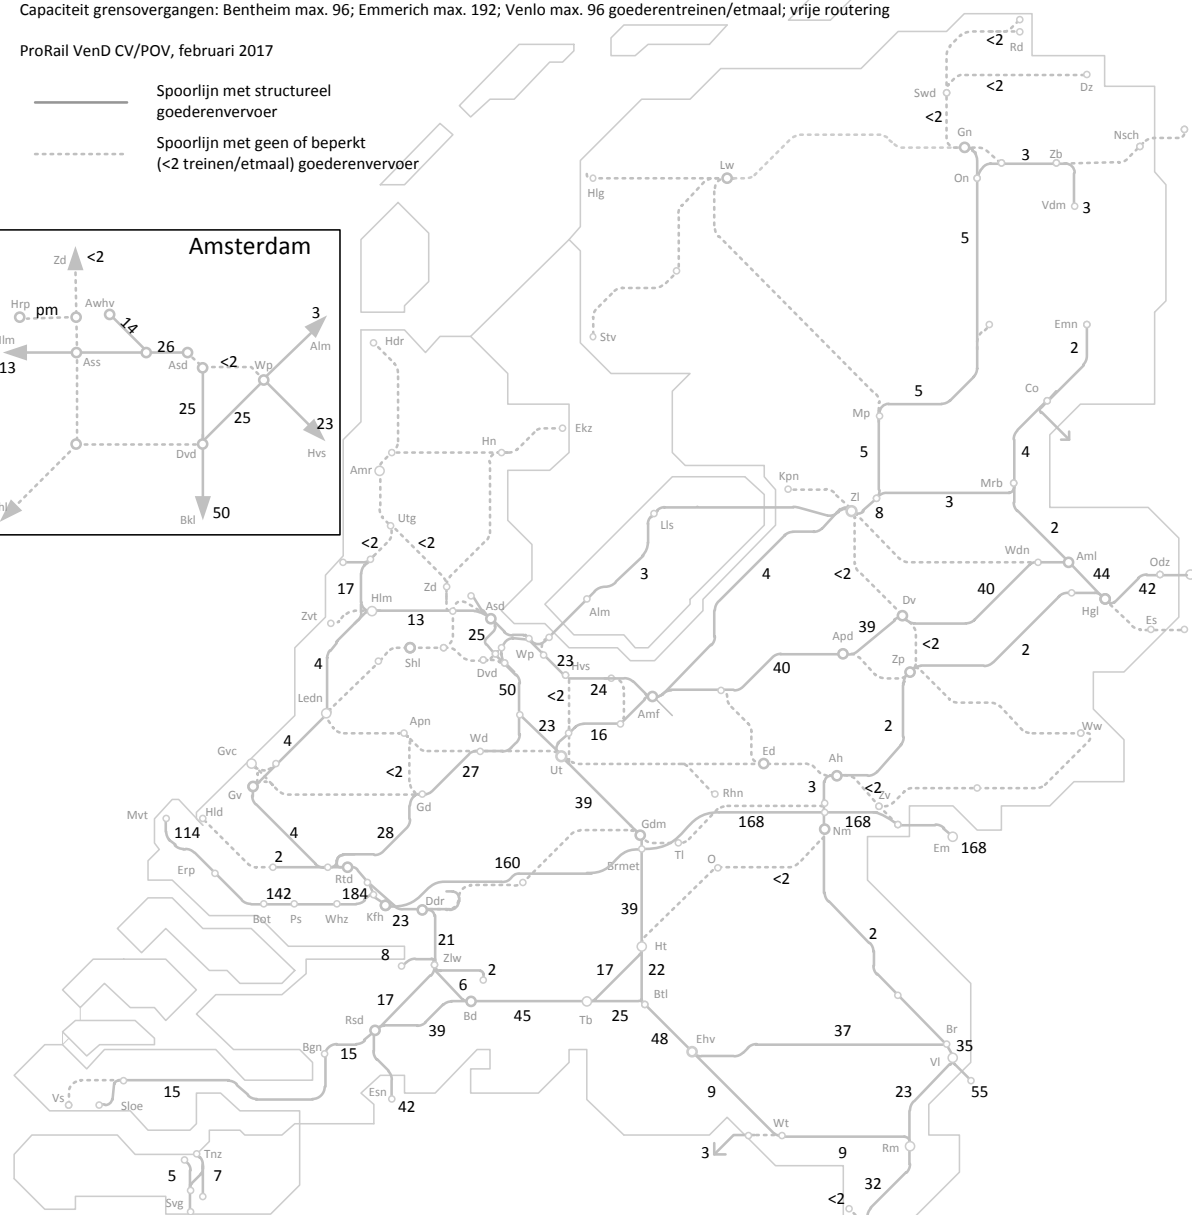 Capaciteit grensovergangen: Bentheim max. 96; Emmerich max. 192; Venlo max. 96 goederentreinen/etmaal; vrije routering
ProRail VenD CV/POV, februari 2017
Spoorlijn met structureel
goederenvervoer
Spoorlijn met geen of beperkt
(<2 treinen/etmaal) goederenvervoer
Amsterdam
Zd <2
Hrp pm Awhv
14
3
Alm
13
Ass
26
Asd
<2
Wp
25
25
23
Hvs
Dvd
Bkl 50
<2
Rd
<2
Dz
Swd
<2
Gn
Nsch
3
Zb
On
Vdm 3
Lw
Hlg
5
Stv
Emn
2
Hdr
Co
5
Mp
Ekz
Hn
5
4
Amr
Kpn
Mrb
Zl
8
3
Lls
Utg
2
<2
<2
Wdn
Aml
Odz
3
4
<2
44
42
Zd
17
40
Hgl
Hlm
Zvt
13
Asd
Alm
Dv
Es
25
Apd
39
<2
2
Wp
Shl
4
23
Hvs
40
Zp
Dvd
50
<2
24
Ledn
Amf
2
Apn
23
16
Ww
4
Wd
Gvc
<2
27
Ut
Ed
Ah
Gv
39
Rhn
3
<2
Zv
Mvt
Hld
Gd
114
4
28
Gdm
168
168
Nm
Em 168
Tl
2
160
Brmet
O
Erp
Rtd
<2
142
184
Bot
Ps
Whz
Kfh
23
Ddr
39
21
8
Zlw
Ht
2
2
17
22
6
17
Btl
Rsd
39
Bd
45
Tb
25
48
Ehv
37
Br
35
Bgn
15
Vl
15
Esn
42
9
23
55
Vs
Sloe
Wt
3
9
Rm
Tnz
5
7
32
Svg
<2